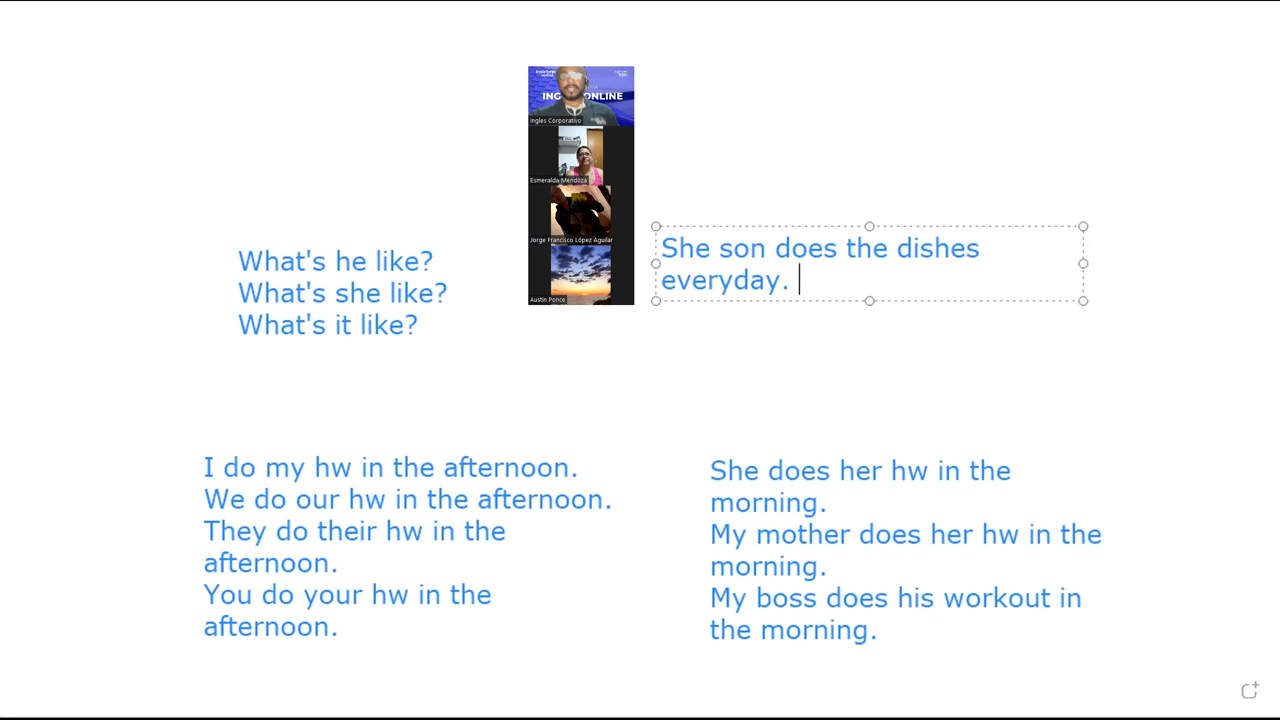 INGL ONLINE
Ingles Corporativo
Esmeralda Mendoza
Jorge Francisco López Aguilar
Austin Ponce
She son does the dishes
everyday.
What's he like?
What's she like?
What's it like?
I do my hw in the afternoon.
We do our hw in the afternoon.
They do their hw in the
afternoon.
You do your hw in the
afternoon.
She does her hw in the
morning.
My mother does her hw in the
morning.
My boss does his workout in
the morning.